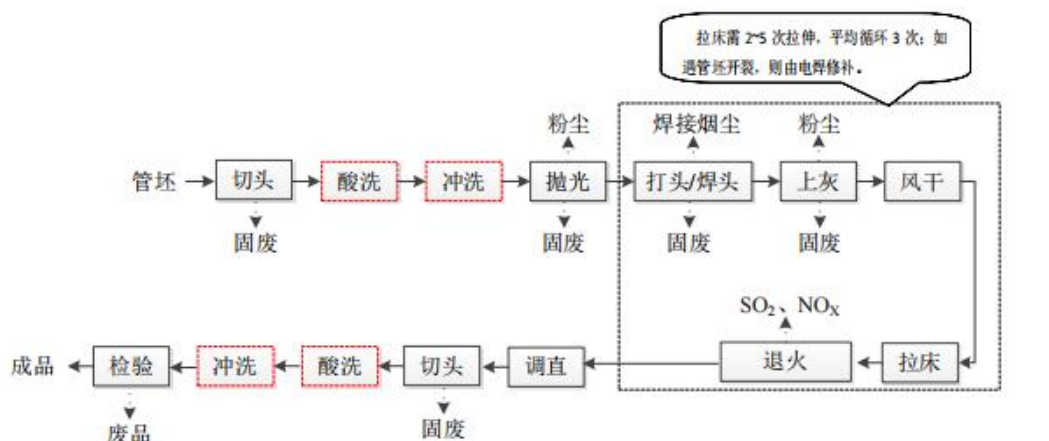 拉床需 2~5 次拉伸，平均循环 3 次；如
遇管坯开裂，则由电焊修补。
粉尘
焊接烟尘
粉尘
管坯
切头
酸洗
冲洗
抛光
打头/焊头
上灰
风干
固废
固废
固废
固废
SO₂、NOX
成品
检验
冲洗
酸洗
切头
调直
退火
拉床
废品
固废